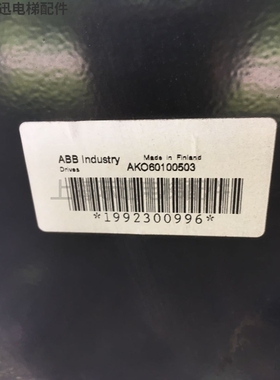 迅电梯配件
ABB Industry Made in Finland
Drives AKO60100503
*1992300996*